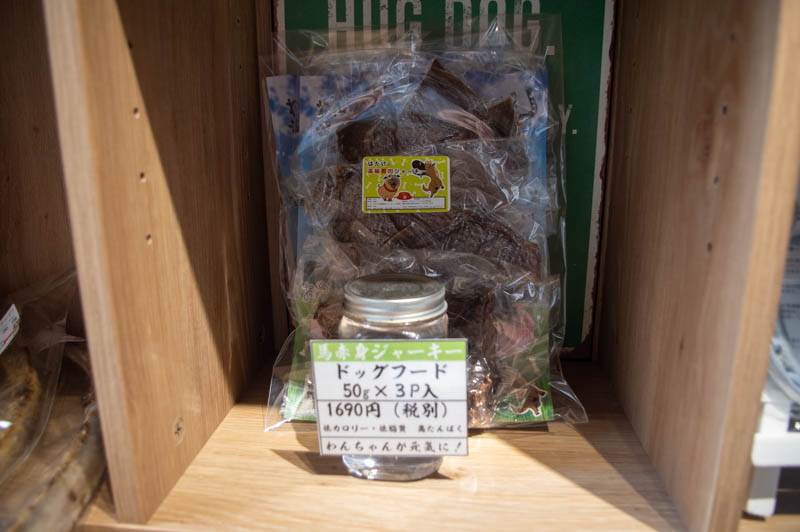 HUG DOG.
Y.
馬赤身ジャーキー
ドッグフード
50g×3P入
1690円（税別）
低カロリー・低脂質 高たんぱく
わんちゃんが元気に！